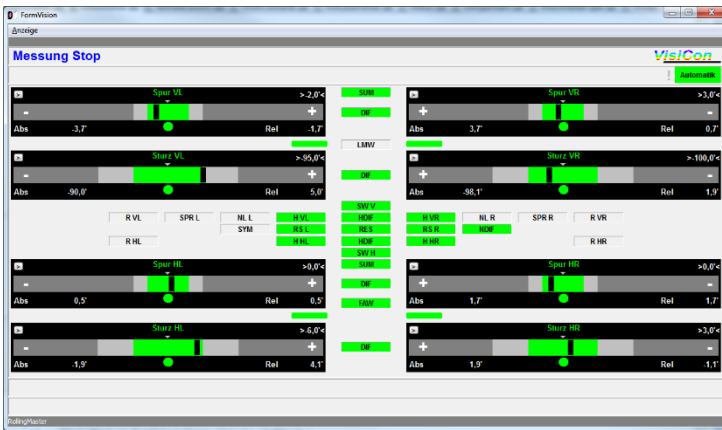 FormVision
Anzeige
Messung Stop
VisiCon
! Automatik
Spur VL >-2,0'<
- +
Abs -3,7' Rel -1,7'
SUM
DIF
Spur VR >3,0'<
+ -
Abs 3,7' Rel 0,7'
LMW
Sturz VL >-95,0'<
- +
Abs -90,0' Rel 5,0'
DIF
Sturz VR >-100,0'<
+ -
Abs -98,1' Rel 1,9'
SW V
R VL SPR L NL L H VL HDIF H VR NL R SPR R R VR
SYM RS L RES RS R NDIF
R HL H HL HDIF H HR R HR
SW H
Spur HL >0,0'<
- +
Abs 0,5' Rel 0,5'
SUM
DIF
FAW
Spur HR >0,0'<
+ -
Abs 1,7' Rel 1,7'
Sturz HL >-6,0'<
- +
Abs -1,9' Rel 4,1'
DIF
Sturz HR >3,0'<
+ -
Abs 1,9' Rel -1,1'
RollingMaster